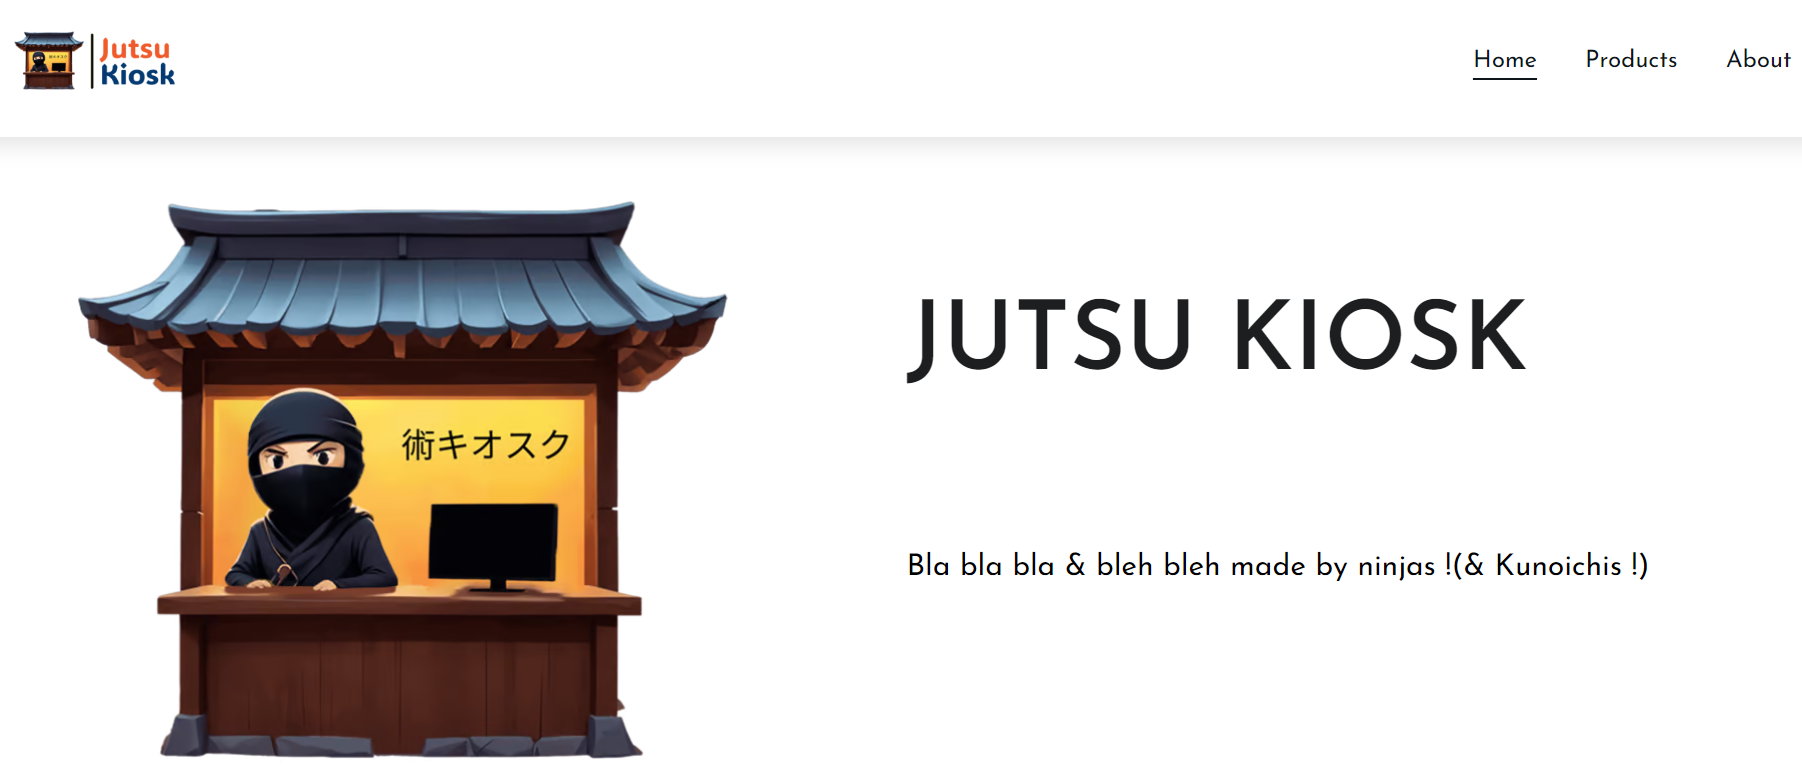 Jutsu
Kiosk
Home
Products
About
JUTSU KIOSK
術キオスク
Bla bla bla & bleh bleh made by ninjas !(& Kunoichis !)